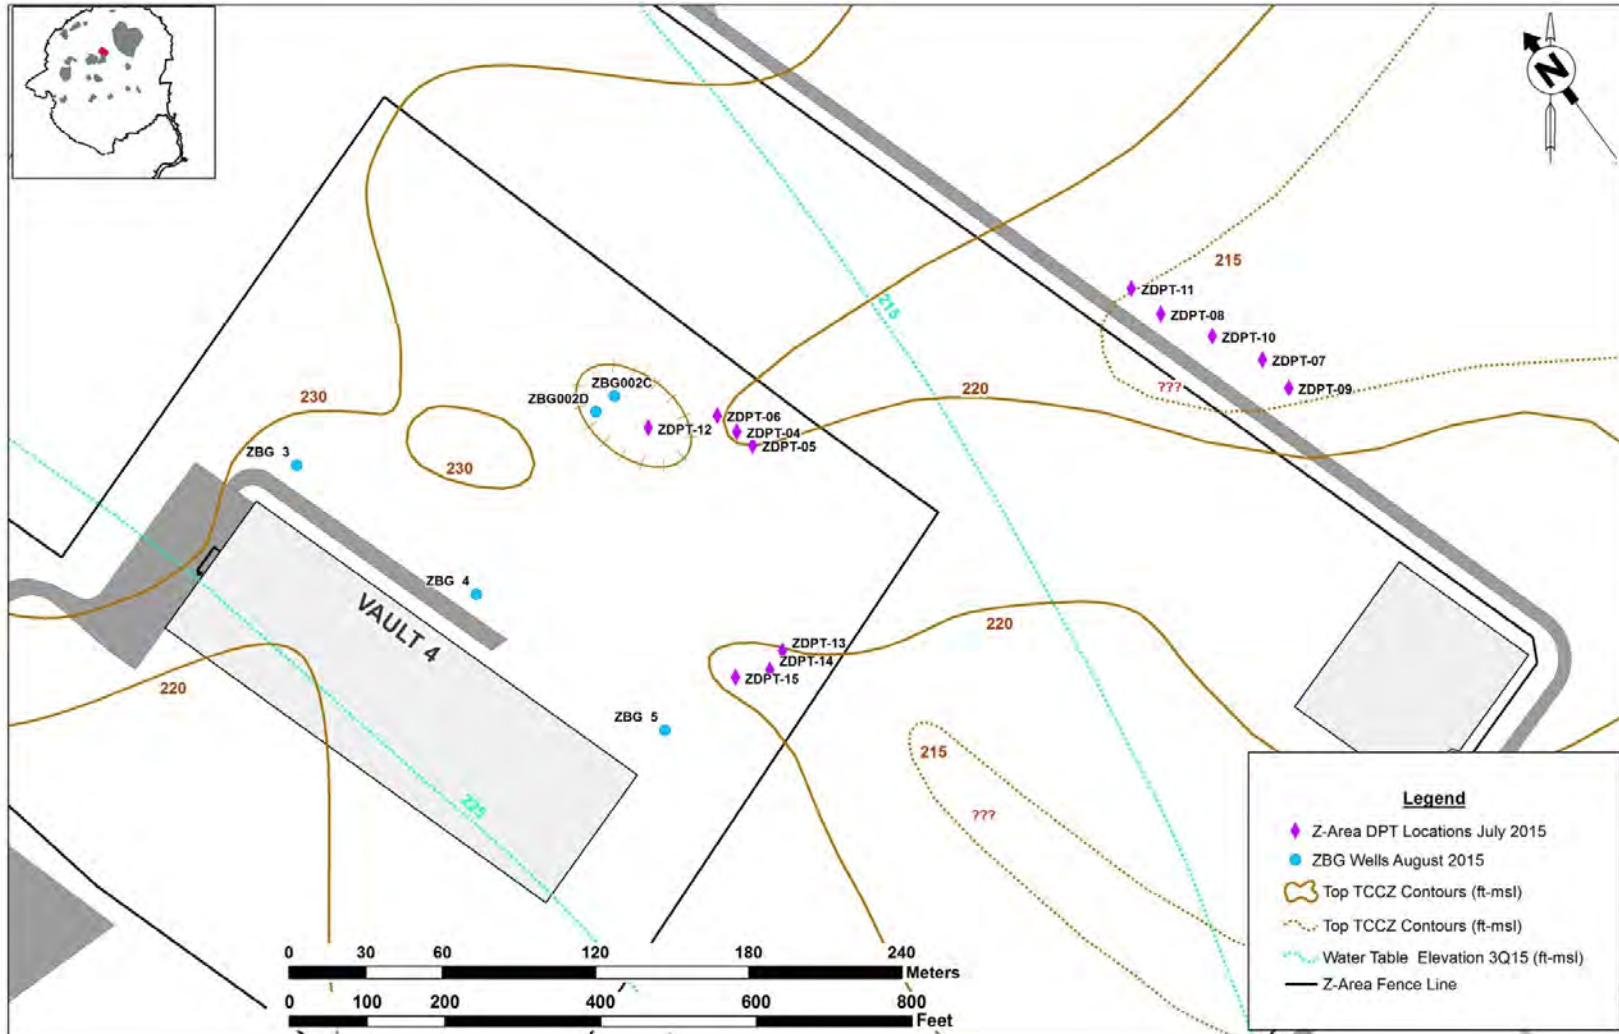 N
215
215
ZDPT-11
ZDPT-08
ZDPT-10
ZDPT-07
ZDPT-09
???
220
ZBG002C
ZBG002D
ZDPT-12
ZDPT-06
ZDPT-04
ZDPT-05
230
230
ZBG 3
ZBG 4
VAULT 4
220
225
ZBG 5
ZDPT-13
ZDPT-14
ZDPT-15
220
215
???
0 30 60 120 180 240
Meters
0 100 200 400 600 800
Feet
Legend
Z-Area DPT Locations July 2015
ZBG Wells August 2015
Top TCCZ Contours (ft-msl)
Top TCCZ Contours (ft-msl)
Water Table Elevation 3Q15 (ft-msl)
Z-Area Fence Line